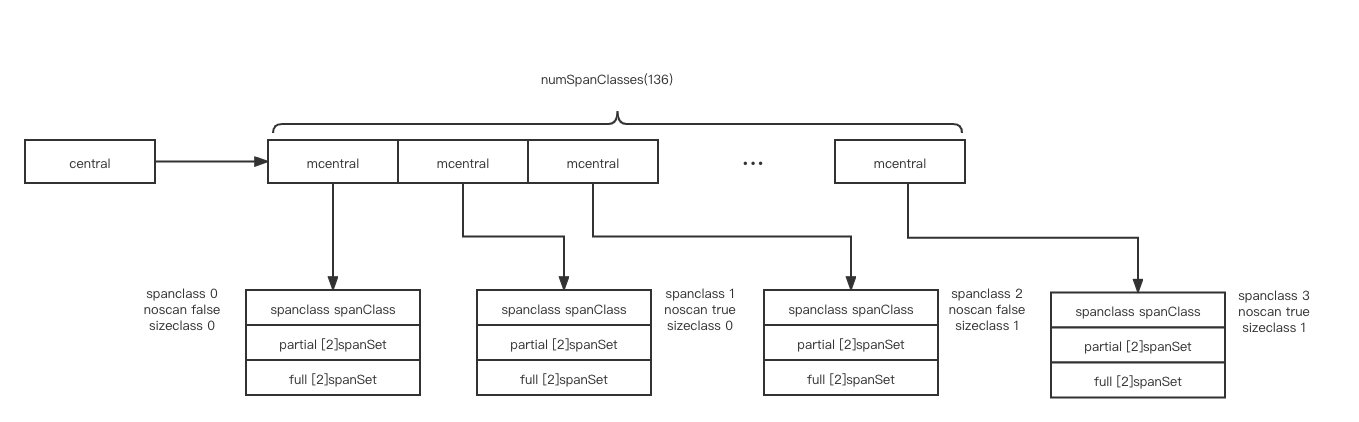 numSpanClasses(136)
central
mcentral
mcentral
mcentral
...
mcentral
spanclass 0
noscan false
sizeclass 0
spanclass spanClass
partial [2]spanSet
full [2]spanSet
spanclass spanClass
partial [2]spanSet
full [2]spanSet
spanclass 1
noscan true
sizeclass 0
spanclass spanClass
partial [2]spanSet
full [2]spanSet
spanclass 2
noscan false
sizeclass 1
spanclass spanClass
partial [2]spanSet
full [2]spanSet
spanclass 3
noscan true
sizeclass 1